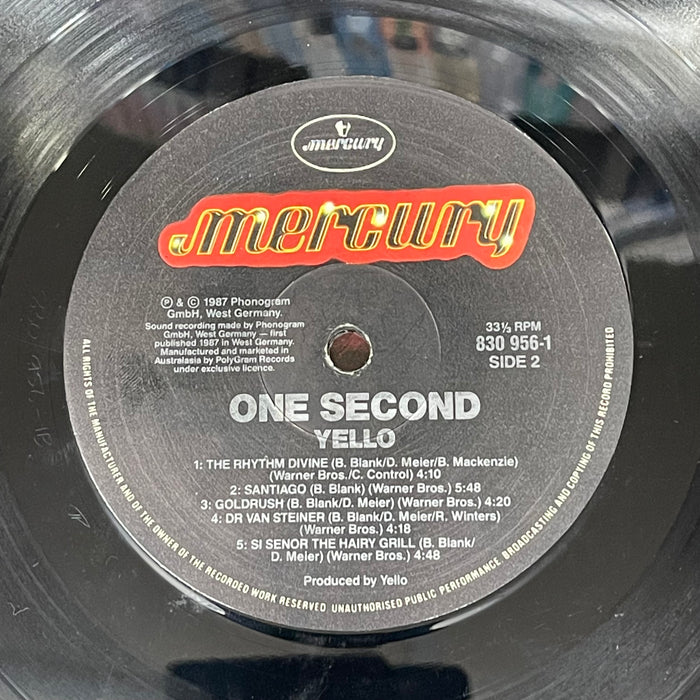 mercury
mercury
Ⓟ & © 1987 Phonogram
GmbH, West Germany.
Sound recording made by Phonogram
GmbH, West Germany — first
published 1987 in West Germany.
Manufactured and marketed in
Australasia by PolyGram Records
under exclusive licence.
33⅓ RPM
830 956-1
SIDE 2
ONE SECOND
YELLO
1: THE RHYTHM DIVINE (B. Blank/D. Meier/B. Mackenzie)
(Warner Bros./C. Control) 4:10
2: SANTIAGO (B. Blank) (Warner Bros.) 5:48
3: GOLDRUSH (B. Blank/D. Meier) (Warner Bros.) 4:20
4: DR VAN STEINER (B. Blank/D. Meier/R. Winters)
(Warner Bros.) 4:18
5: SI SENOR THE HAIRY GRILL (B. Blank/
D. Meier) (Warner Bros.) 4:48
Produced by Yello
ALL RIGHTS OF THE MANUFACTURER AND OF THE OWNER OF THE RECORDED WORK RESERVED. UNAUTHORISED PUBLIC PERFORMANCE, BROADCASTING AND COPYING OF THIS RECORD PROHIBITED